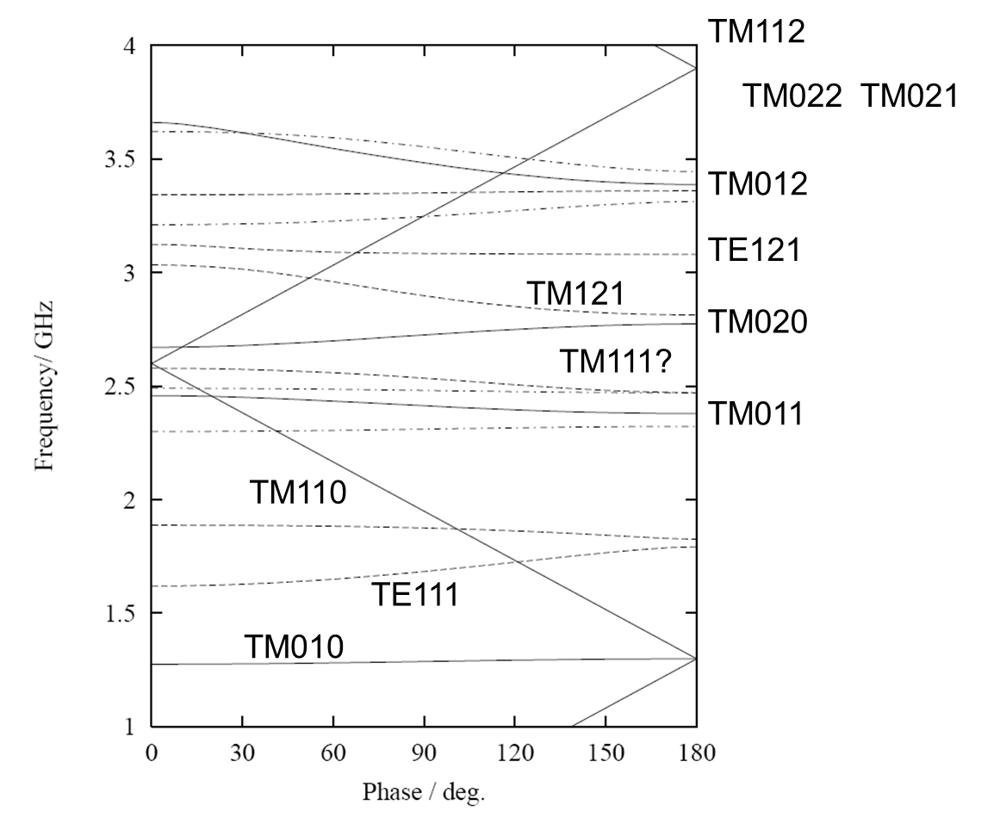 TM112
4
TM022 TM021
3.5
TM012
TE121
3
TM121
TM020
TM111?
2.5
TM011
Frequency/ GHz
2
TM110
TE111
1.5
TM010
1
0 30 60 90 120 150 180
Phase / deg.